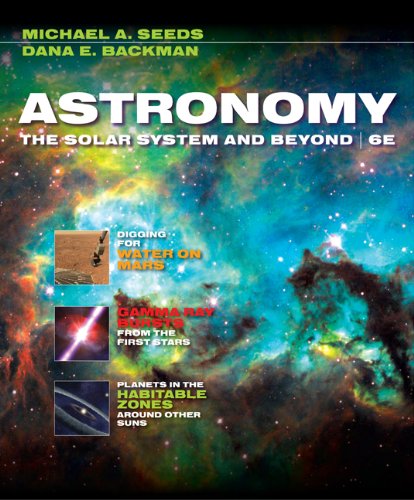 MICHAEL A. SEEDS
DANA E. BACKMAN
ASTRONOMY
THE SOLAR SYSTEM AND BEYOND | 6E
DIGGING
FOR
WATER ON
MARS
GAMMA RAY
BURSTS
FROM THE
FIRST STARS
PLANETS IN THE
HABITABLE
ZONES
AROUND OTHER
SUNS